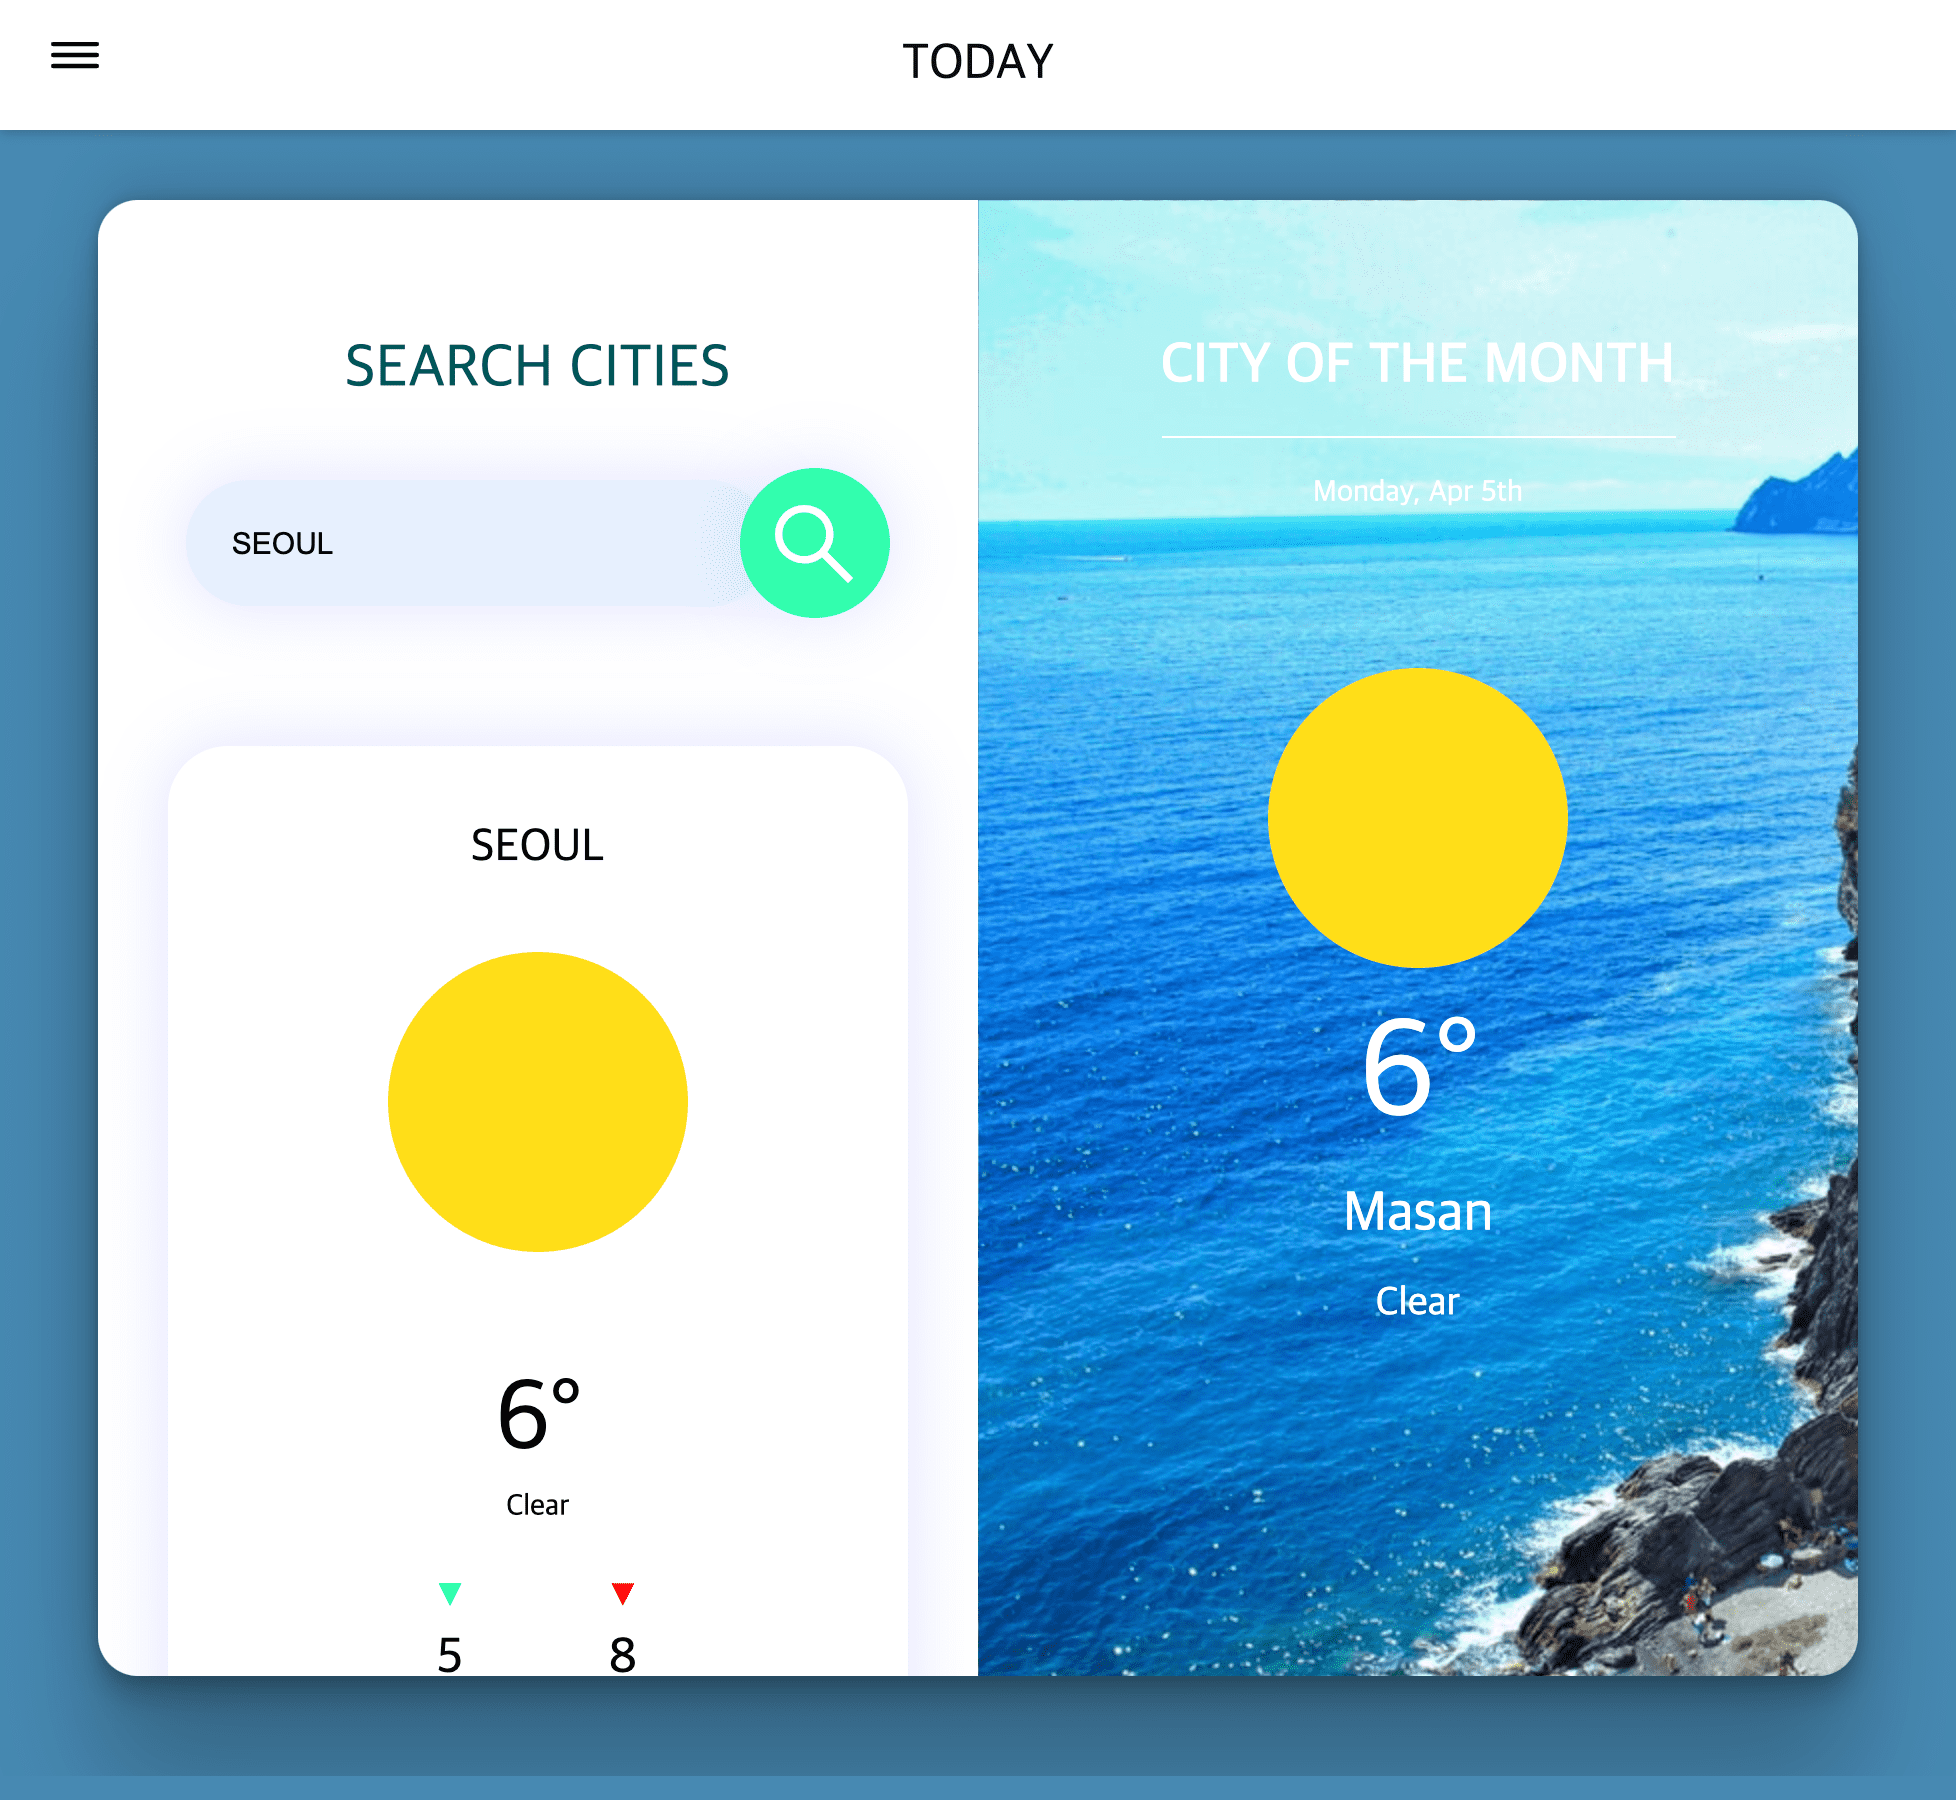 TODAY
SEARCH CITIES
SEOUL
SEOUL
6°
Clear
5 8
CITY OF THE MONTH
Monday, Apr 5th
6°
Masan
Clear